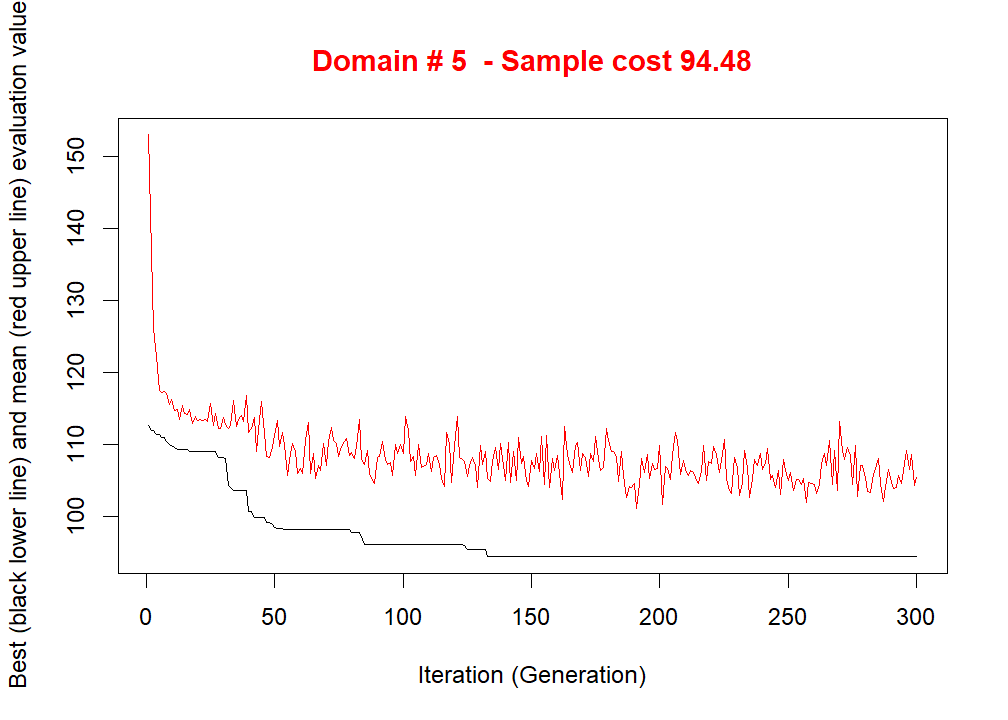 Domain # 5  - Sample cost 94.48
Best (black lower line) and mean (red upper line) evaluation value
150
140
130
120
110
100
0 50 100 150 200 250 300
Iteration (Generation)